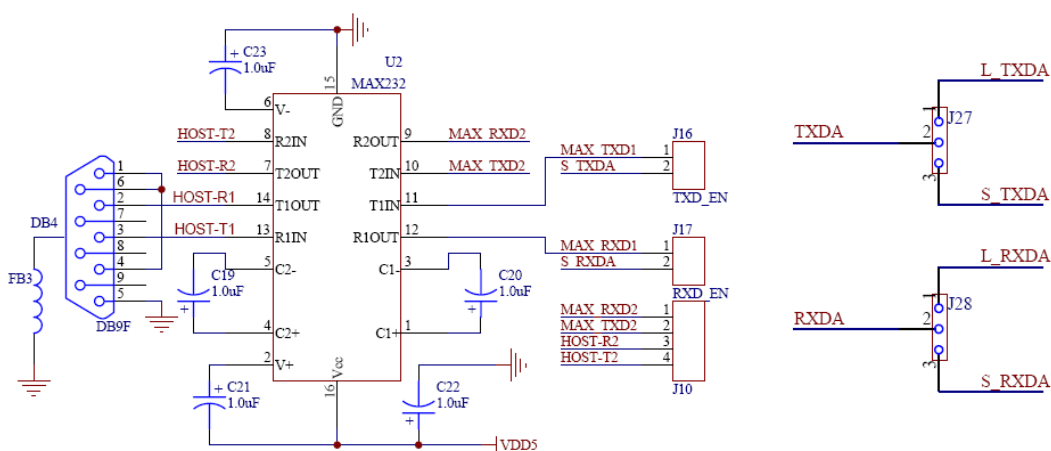 C23
1.0uF
U2
MAX232
15
GND
6
V-
HOST-T2
8
R2IN
R2OUT
9
MAX_RXD2
HOST-R2
7
T2OUT
T2IN
10
MAX_TXD2
HOST-R1
14
T1OUT
T1IN
11
HOST-T1
13
R1IN
R1OUT
12
5
C2-
C1-
3
C19
1.0uF
C20
1.0uF
4
C2+
C1+
1
2
V+
16
Vcc
C21
1.0uF
C22
1.0uF
VDD5
DB4
1
6
2
7
3
8
4
9
5
DB9F
FB3
J16
MAX_TXD1
1
S_TXDA
2
TXD_EN
J17
MAX_RXD1
1
S_RXDA
2
RXD_EN
MAX_RXD2
1
MAX_TXD2
2
HOST-R2
3
HOST-T2
4
J10
L_TXDA
1
J27
TXDA
2
3
S_TXDA
L_RXDA
1
J28
RXDA
2
3
S_RXDA